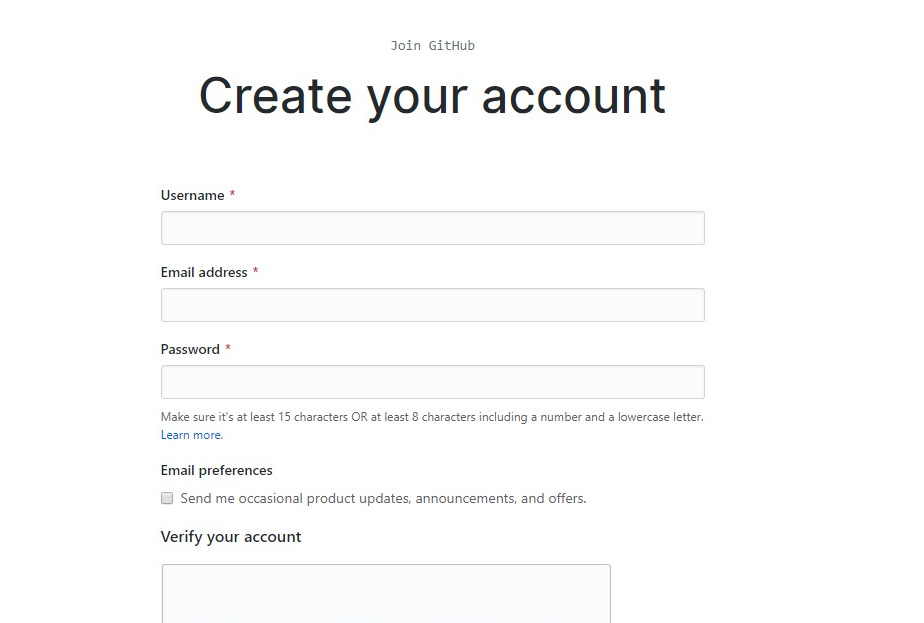 Join GitHub
Create your account
Username *
Email address *
Password *
Make sure it's at least 15 characters OR at least 8 characters including a number and a lowercase letter.
Learn more.
Email preferences
Send me occasional product updates, announcements, and offers.
Verify your account